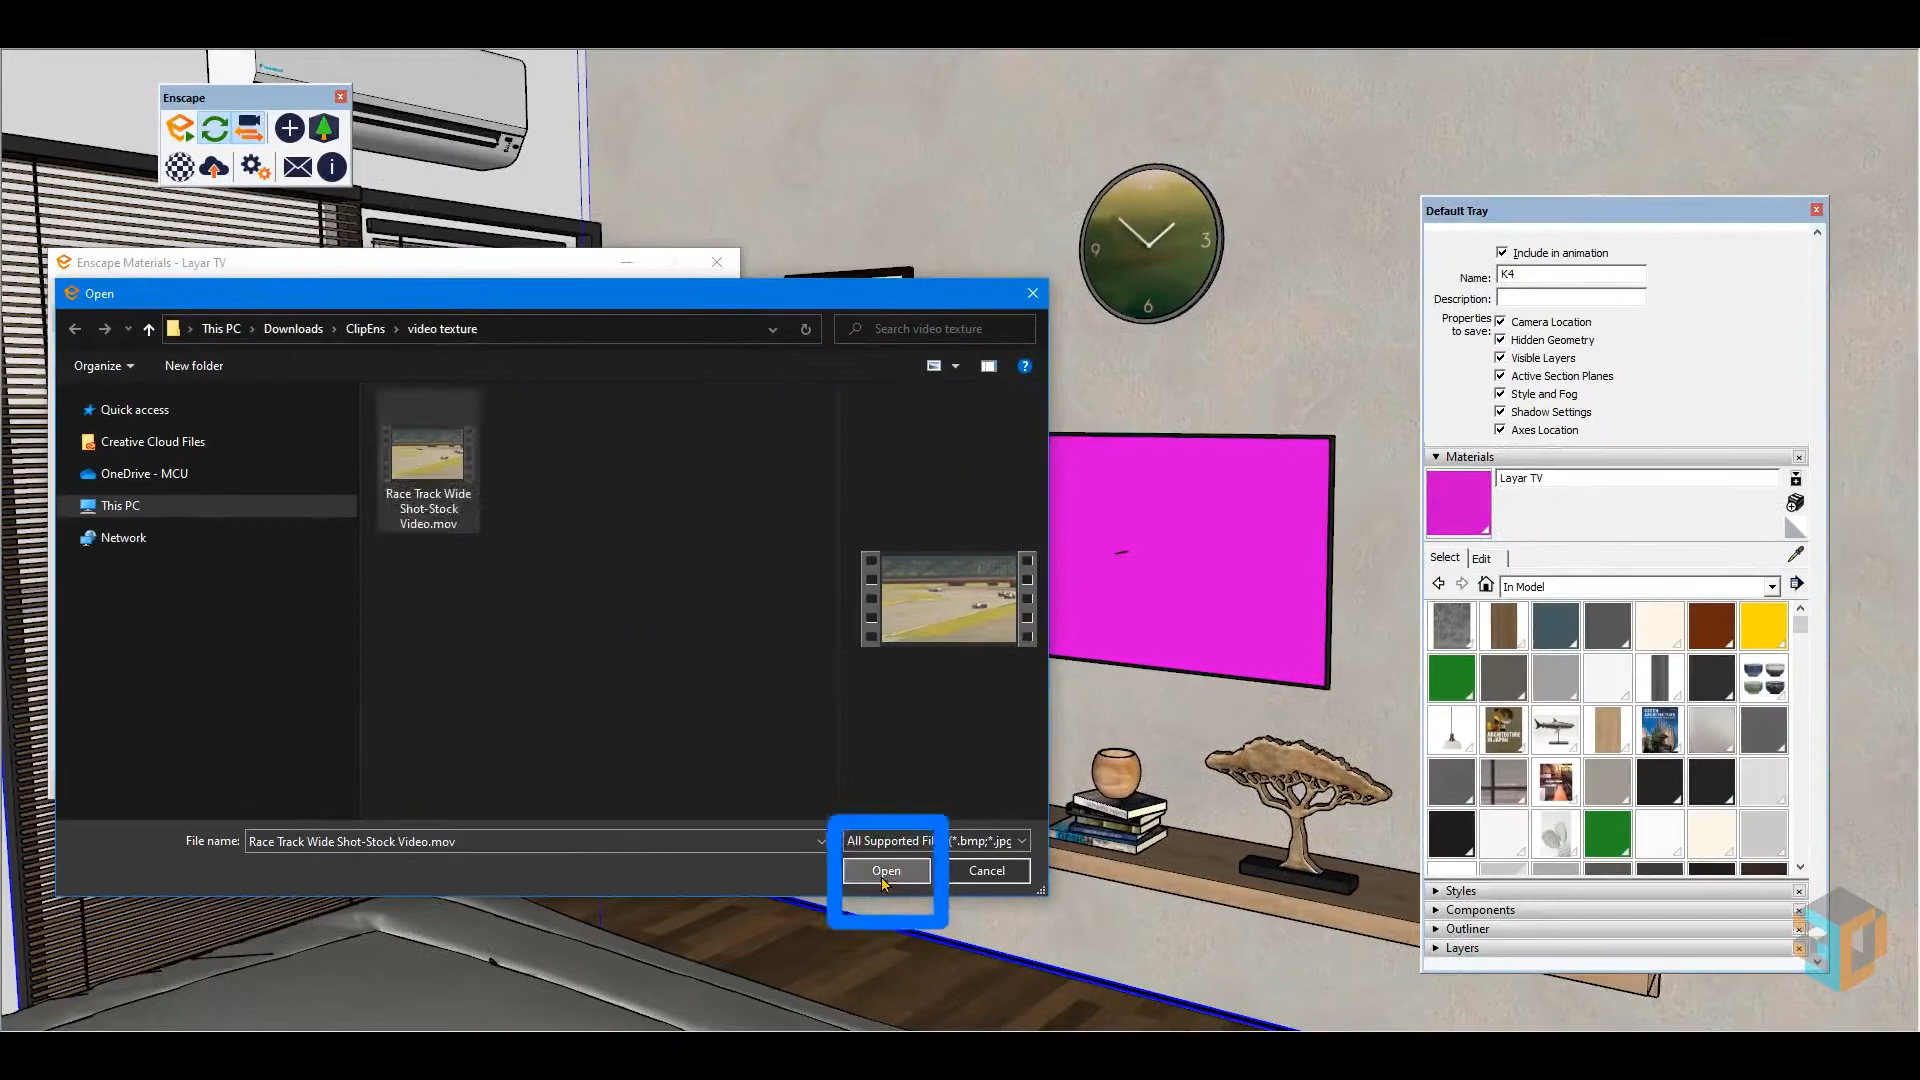 Enscape
Enscape Materials - Layar TV
Open
This PC
Downloads
ClipEns
video texture
Search video texture
Organize
New folder
Quick access
Creative Cloud Files
OneDrive - MCU
This PC
Network
Race Track Wide
Shot-Stock
Video.mov
File name:
Race Track Wide Shot-Stock Video.mov
All Supported Fil (*.bmp;*.jpg
Open
Cancel
9
3
6
Default Tray
Include in animation
Name:
K4
Description:
Properties
to save:
Camera Location
Hidden Geometry
Visible Layers
Active Section Planes
Style and Fog
Shadow Settings
Axes Location
Materials
Layar TV
Select
Edit
In Model
Styles
Components
Outliner
Layers